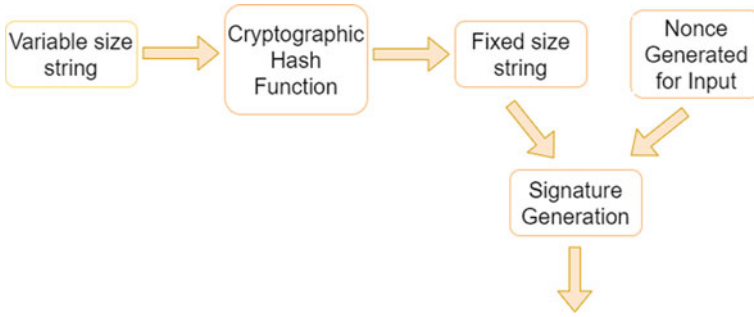 Variable size
string
Cryptographic
Hash
Function
Fixed size
string
Nonce
Generated
for Input
Signature
Generation